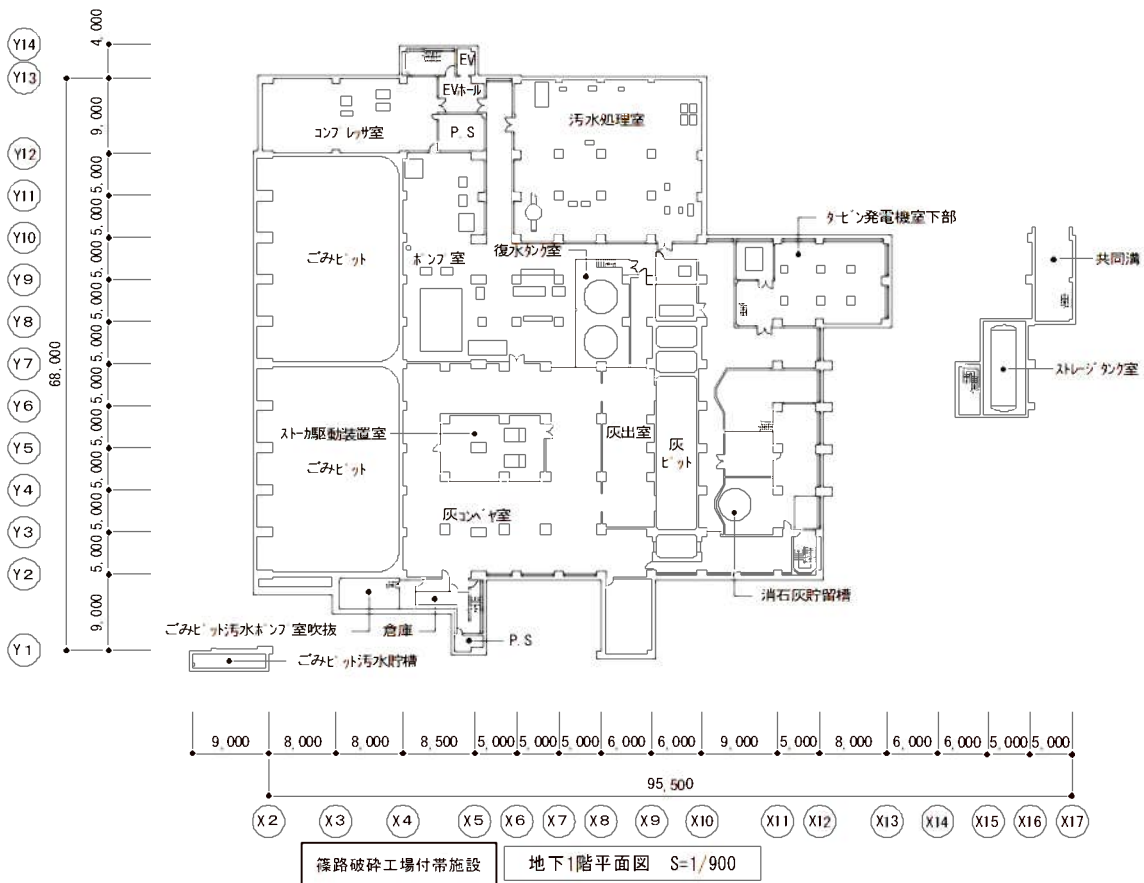 Y14
4,000
EV
Y13
EVホール
9,000
コンプレッサ室
P.S
汚水処理室
Y12
5,000
Y11
5,000
Y10
タービン発電機室下部
ごみピット
ポンプ室
復水タンク室
共同溝
5,000
Y9
5,000
Y8
5,000
Y7
68,000
ストレージタンク室
5,000
Y6
ストーカ駆動装置室
灰出室
5,000
Y5
灰
ピット
ごみピット
5,000
Y4
灰コンベヤ室
5,000
Y3
5,000
Y2
消石灰貯留槽
9,000
ごみピット汚水ポンプ室吹抜
倉庫
P.S
Y1
ごみピット汚水貯槽
9,000 8,000 8,000 8,500 5,000 5,000 5,000 6,000 6,000 9,000 5,000 8,000 6,000 6,000 5,000 5,000
95,500
X2 X3 X4 X5 X6 X7 X8 X9 X10 X11 X12 X13 X14 X15 X16 X17
篠路破砕工場付帯施設
地下1階平面図 S=1/900